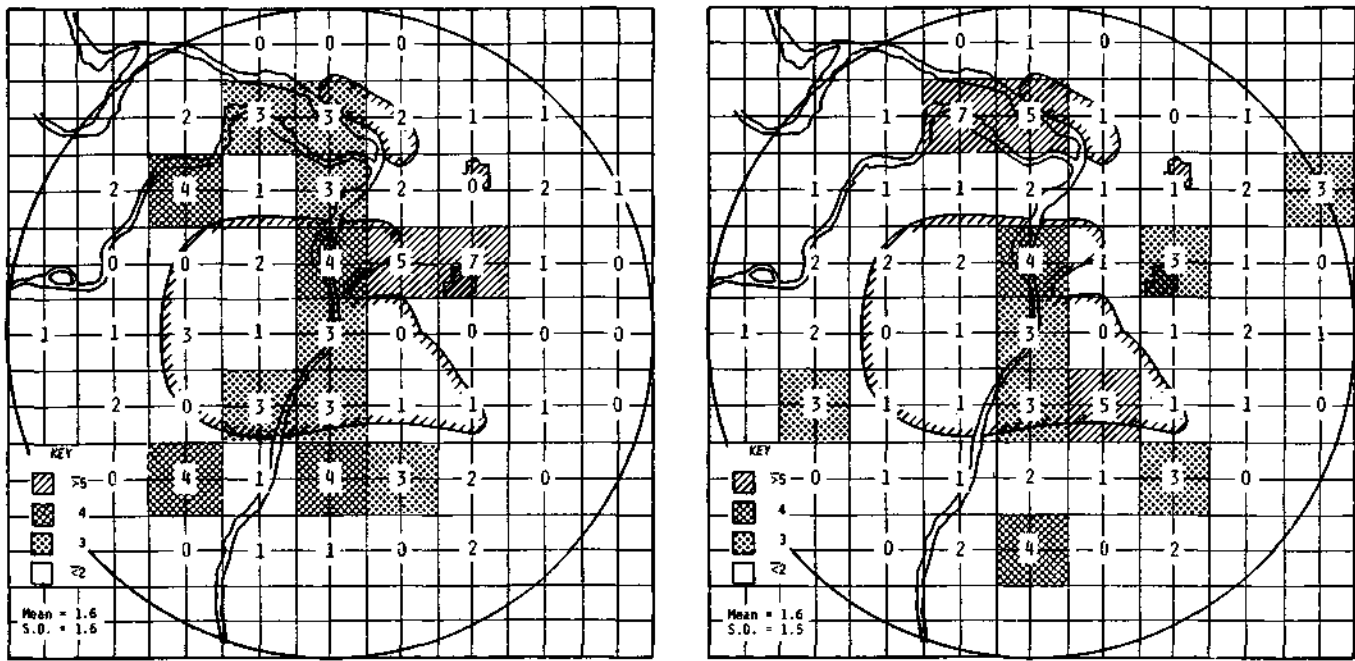 0 0 0
2 3 3 2 1 1
2 4 1 3 2 0 2 1
0 0 2 4 5 7 1 0
1 1 3 1 3 0 0 0 0
2 0 3 3 1 1 1 0
KEY
0 4 1 4 3 2 0
≥5
4
3
0 1 1 0 2
≤2
Mean = 1.6
S.D. = 1.6
0 1 0
1 7 5 1 0 1
1 1 1 2 1 1 2 3
2 2 2 4 1 3 1 0
1 2 0 1 3 0 1 2 1
3 2 1 3 5 1 1 0
KEY
0 1 1 2 1 3 0
≥5
4
3
0 2 4 0 2
≤2
Mean = 1.6
S.D. = 1.5